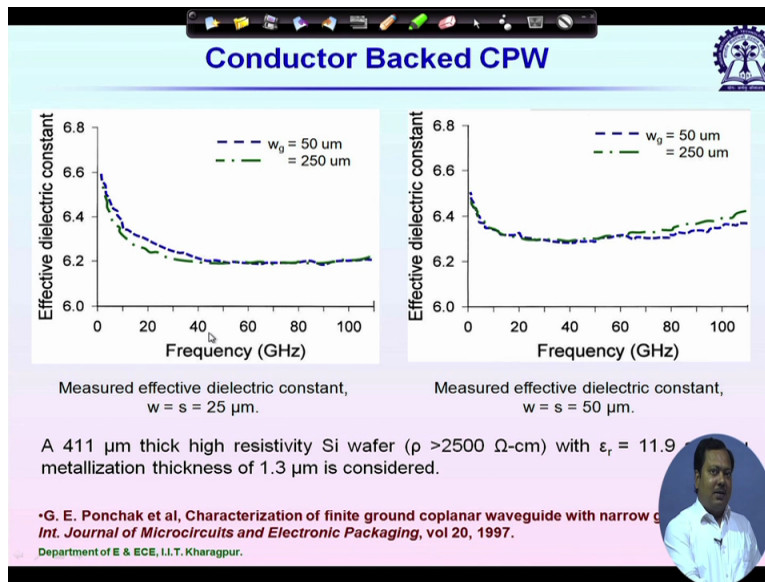 Conductor Backed CPW
Effective dielectric constant
6.8
6.6
6.4
6.2
6.0
wg = 50 um
= 250 um
0 20 40 60 80 100
Frequency (GHz)
Measured effective dielectric constant,
w = s = 25 µm.
Effective dielectric constant
6.8
6.6
6.4
6.2
6.0
wg = 50 um
= 250 um
0 20 40 60 80 100
Frequency (GHz)
Measured effective dielectric constant,
w = s = 50 µm.
A 411 µm thick high resistivity Si wafer (ρ >2500 Ω-cm) with εr = 11.9
metallization thickness of 1.3 µm is considered.
•G. E. Ponchak et al, Characterization of finite ground coplanar waveguide with narrow
Int. Journal of Microcircuits and Electronic Packaging, vol 20, 1997.
Department of E & ECE, I.I.T. Kharagpur.